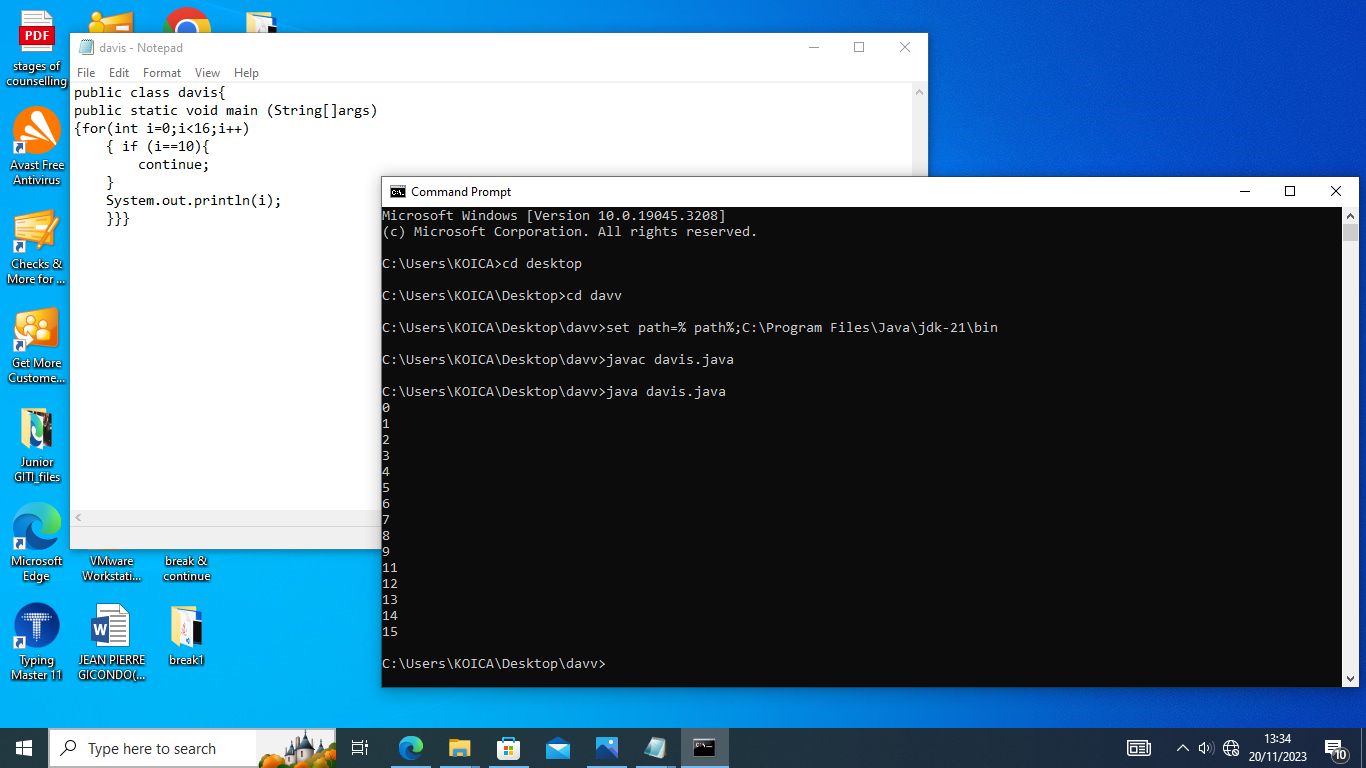 PDF
stages of
counselling
Avast Free
Antivirus
Checks &
More for ...
Get More
Custome...
Junior
GITI_files
Microsoft
Edge
VMware
Workstati...
break &
continue
Typing
Master 11
JEAN PIERRE
GICONDO(...
break1
davis - Notepad
File Edit Format View Help
public class davis{
public static void main (String[]args)
{for(int i=0;i<16;i++)
{ if (i==10){
continue;
}
System.out.println(i);
}}}
Command Prompt
Microsoft Windows [Version 10.0.19045.3208]
(c) Microsoft Corporation. All rights reserved.
C:\Users\KOICA>cd desktop
C:\Users\KOICA\Desktop>cd davv
C:\Users\KOICA\Desktop\davv>set path=% path%;C:\Program Files\Java\jdk-21\bin
C:\Users\KOICA\Desktop\davv>javac davis.java
C:\Users\KOICA\Desktop\davv>java davis.java
0
1
2
3
4
5
6
7
8
9
11
12
13
14
15
C:\Users\KOICA\Desktop\davv>
Type here to search
13:34
20/11/2023
10